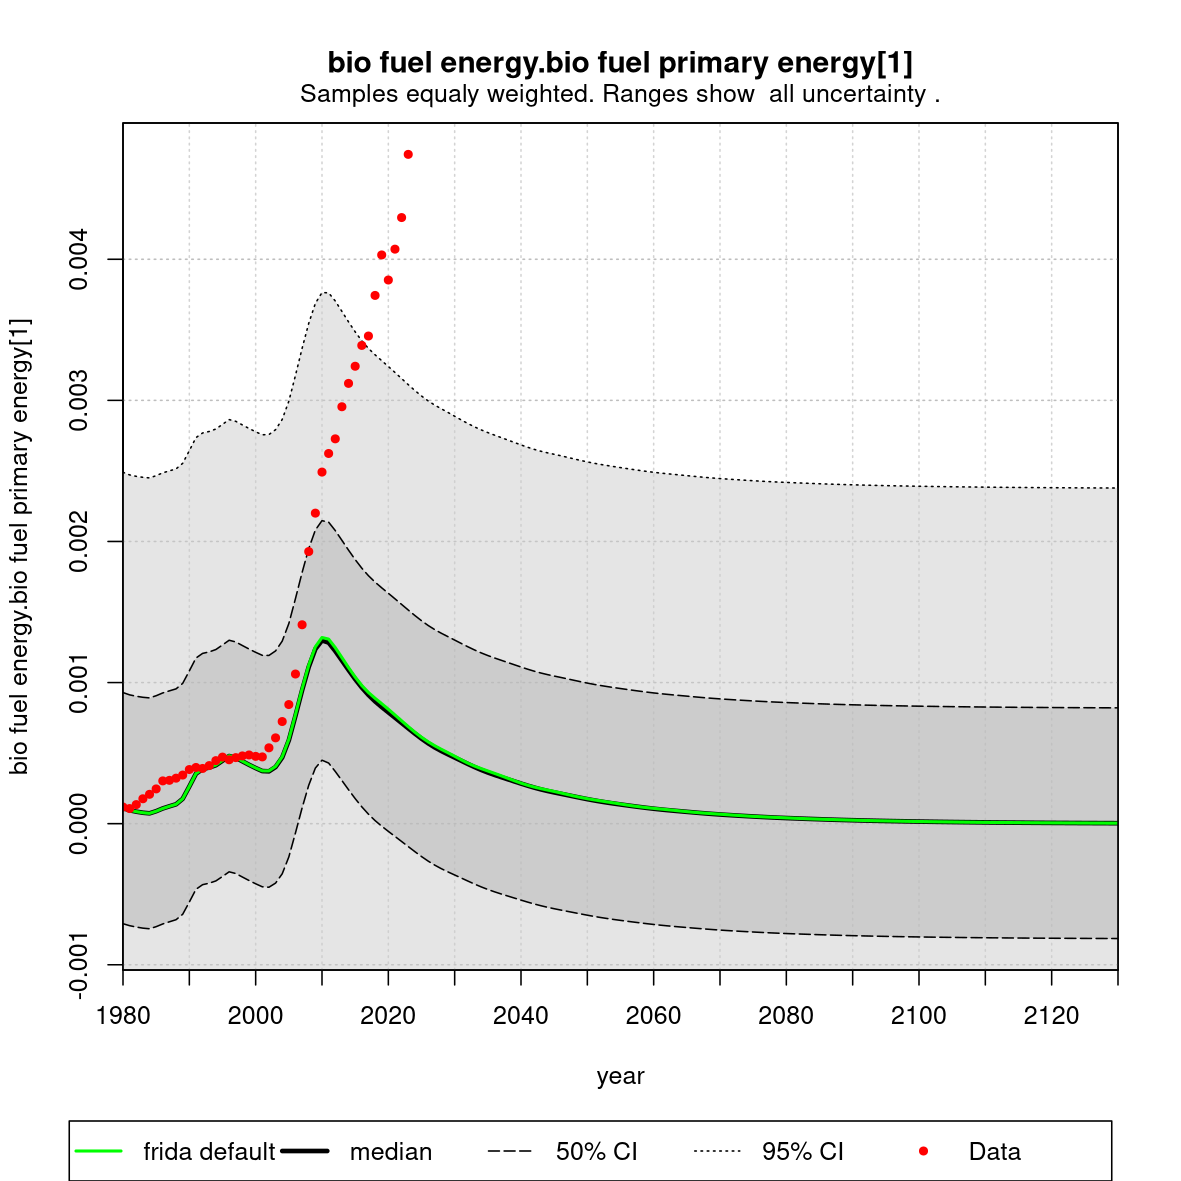 bio fuel energy.bio fuel primary energy[1]
Samples equaly weighted. Ranges show  all uncertainty .
bio fuel energy.bio fuel primary energy[1]
0.004
0.003
0.002
0.001
0.000
-0.001
1980 2000 2020 2040 2060 2080 2100 2120
year
frida default median 50% CI 95% CI Data